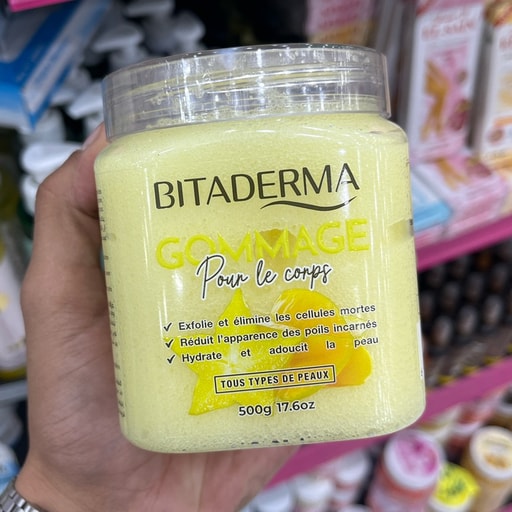 BITADERMA
GOMMAGE
Pour le corps
✓ Exfolie et élimine les cellules mortes
✓ Réduit l'apparence des poils incarnés
✓ Hydrate et adoucit la peau
TOUS TYPES DE PEAUX
500g 17.6oz